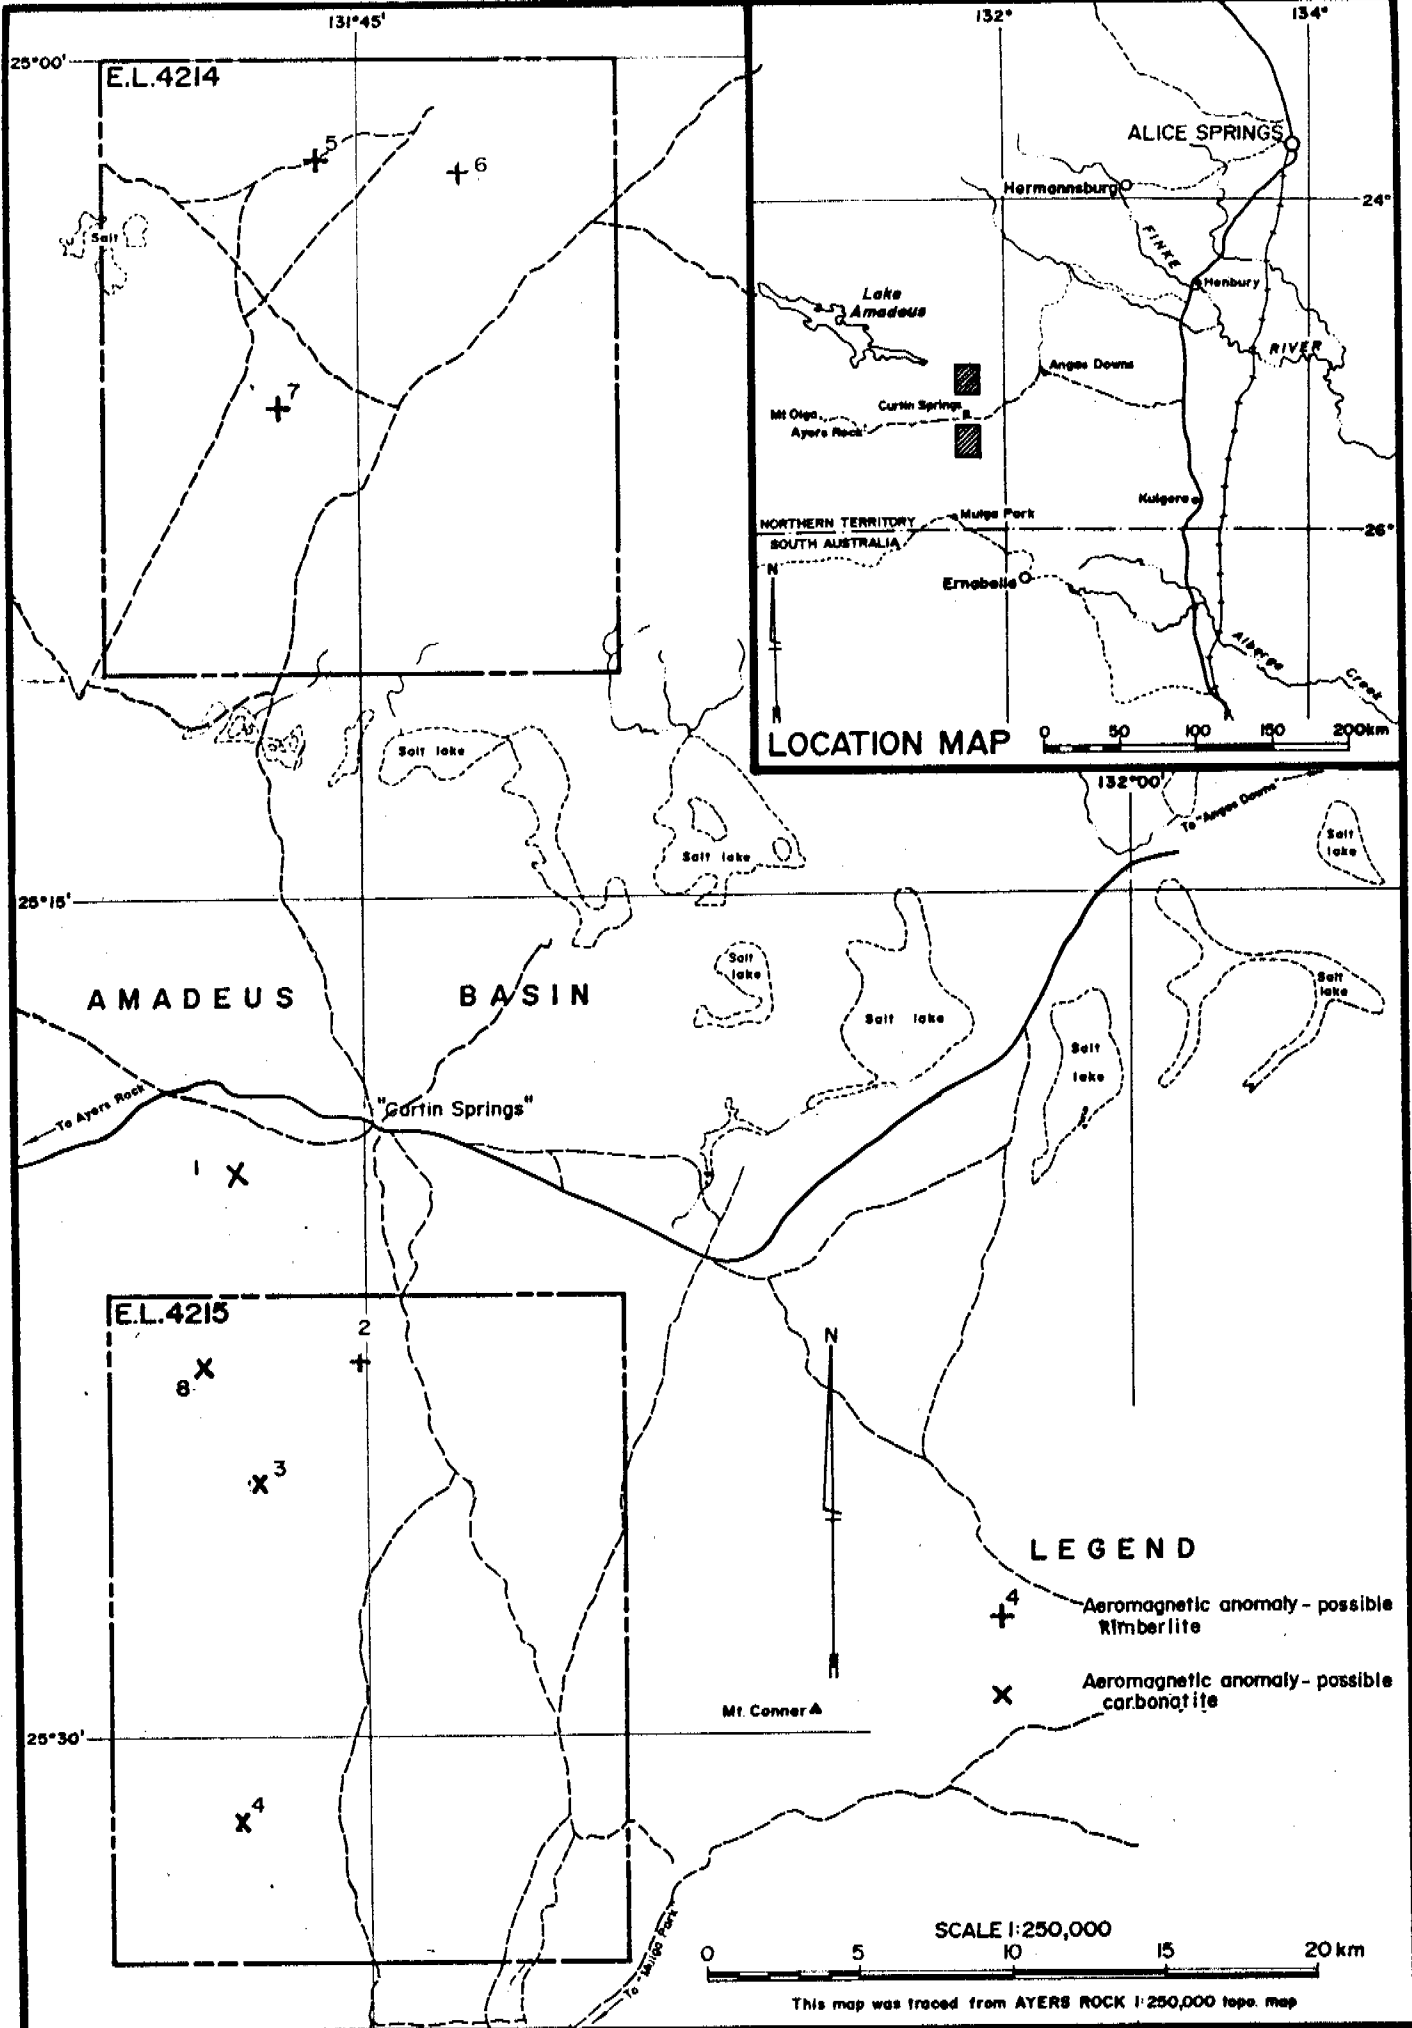 131°45'
25°00'
E.L.4214
5
6
Salt
7
132°
134°
ALICE SPRINGS
Hermannsburg
24°
FINKE
Henbury
Lake
Amadeus
RIVER
Angas Downs
Curtin Springs
Mt Olga
Ayers Rock
Kulgera
Mulga Park
NORTHERN TERRITORY
26°
SOUTH AUSTRALIA
N
Ernabella
Alberga
Creek
LOCATION MAP
0 50 100 150 200km
132°00'
To "Angas Downs"
Salt lake
Salt
lake
Salt lake
25°15'
Salt
lake
Salt
lake
AMADEUS BASIN
Salt lake
Salt
lake
To Ayers Rock
"Curtin Springs"
1
E.L.4215
2
N
8
3
LEGEND
4
Aeromagnetic anomaly - possible
Kimberlite
Aeromagnetic anomaly - possible
carbonatite
Mt. Conner
25°30'
4
To "Mulga Park"
SCALE 1:250,000
0 5 10 15 20 km
This map was traced from AYERS ROCK 1:250,000 topo. map